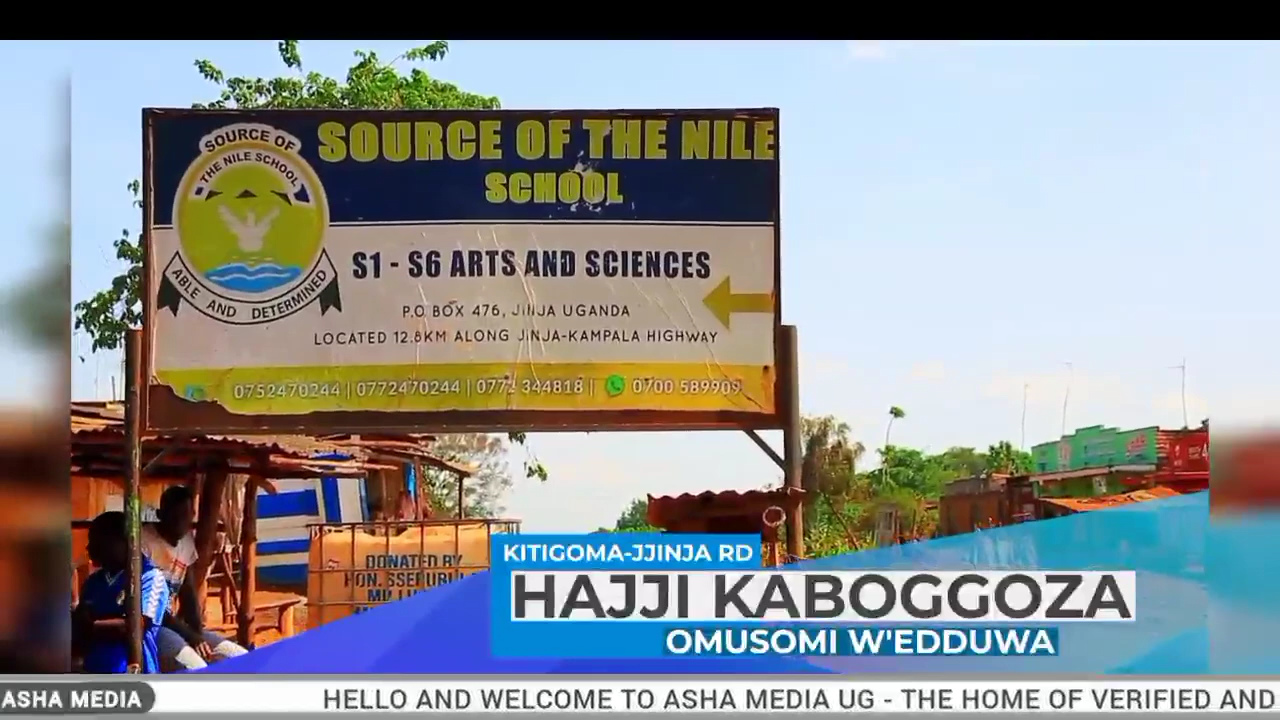 SOURCE OF
THE NILE SCHOOL
ABLE AND DETERMINED
SOURCE OF THE NILE
SCHOOL
S1 - S6 ARTS AND SCIENCES
P.O BOX 476, JINJA UGANDA
LOCATED 12.8KM ALONG JINJA-KAMPALA HIGHWAY
0752470244 | 0772470244 | 0772 344818 | 0700 589909
DONATED BY
HON.
KITIGOMA-JJINJA RD
HAJJI KABOGGOZA
OMUSOMI W'EDDUWA
ASHA MEDIA
HELLO AND WELCOME TO ASHA MEDIA UG - THE HOME OF VERIFIED AND